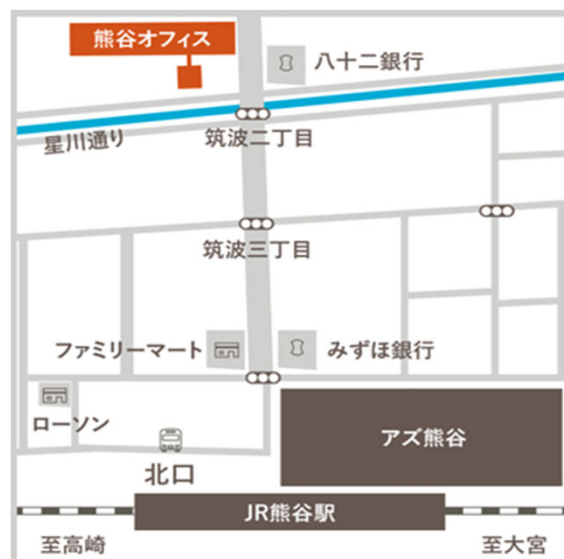 熊谷オフィス
八十二銀行
星川通り
筑波二丁目
筑波三丁目
ファミリーマート
みずほ銀行
ローソン
アズ熊谷
北口
JR熊谷駅
至高崎
至大宮